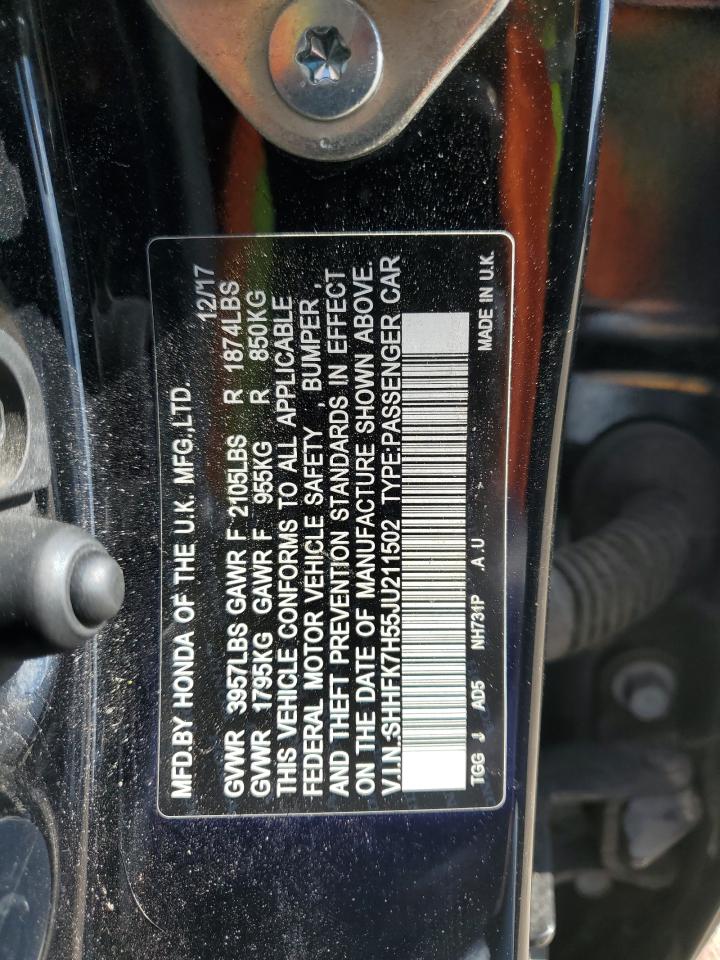 MFD.BY HONDA OF THE U.K. MFG.,LTD. 12/17
GVWR 3957LBS GAWR F 2105LBS R 1874LBS
GVWR 1795KG GAWR F 955KG R 850KG
THIS VEHICLE CONFORMS TO ALL APPLICABLE
FEDERAL MOTOR VEHICLE SAFETY , BUMPER ,
AND THEFT PREVENTION STANDARDS IN EFFECT
ON THE DATE OF MANUFACTURE SHOWN ABOVE.
V.I.N.:SHHFK7H55JU211502 TYPE:PASSENGER CAR
TGG J AD5 NH731P .A .U MADE IN U.K.